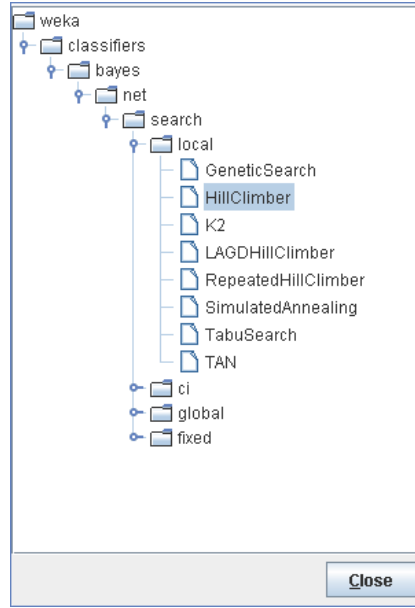 weka
classifiers
bayes
net
search
local
GeneticSearch
HillClimber
K2
LAGDHillClimber
RepeatedHillClimber
SimulatedAnnealing
TabuSearch
TAN
ci
global
fixed
Close